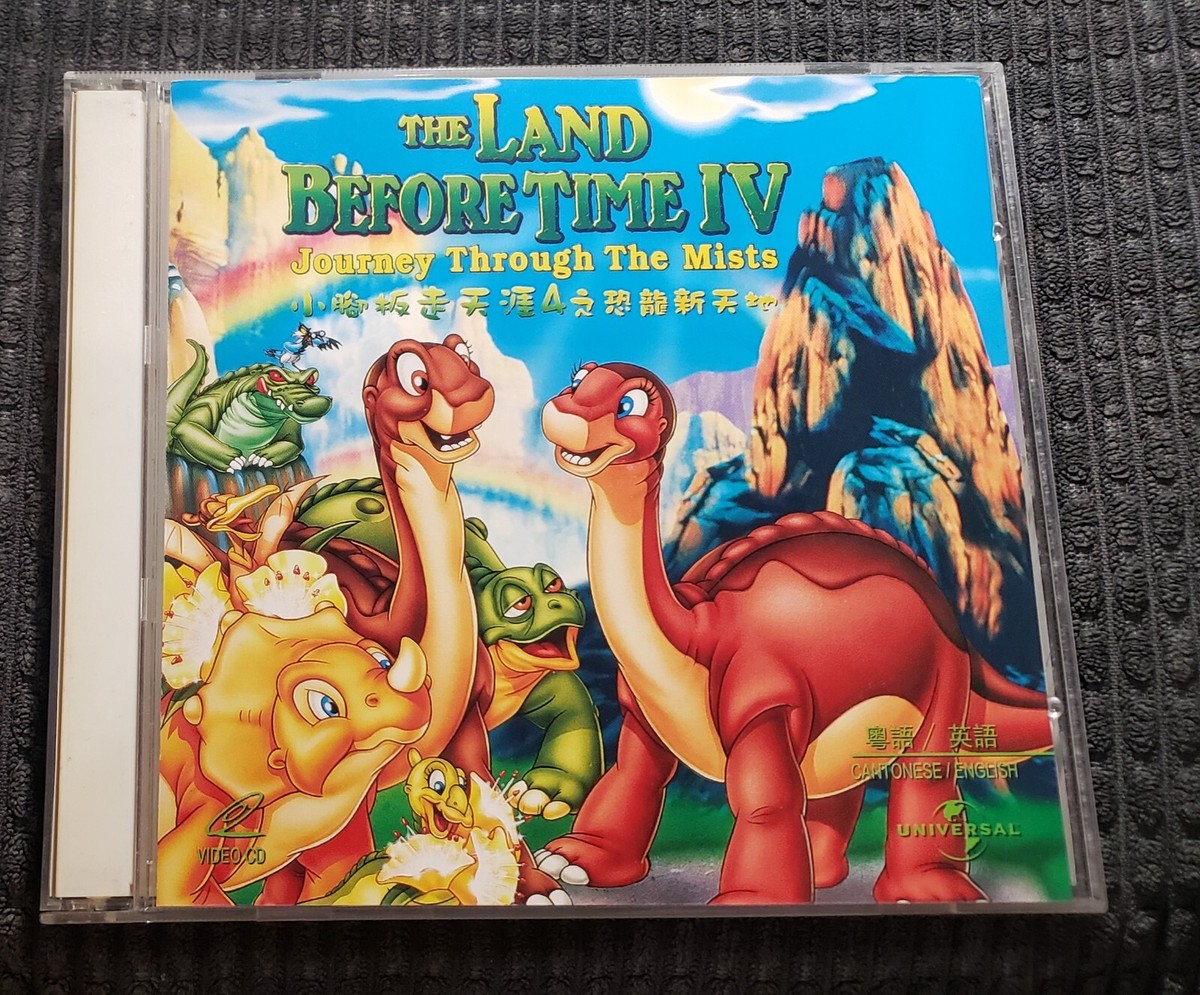 THE LAND
BEFORE TIME IV
Journey Through The Mists
小腳板走天涯4之恐龍新天地
粵語 / 英語
CANTONESE / ENGLISH
UNIVERSAL
VIDEO CD